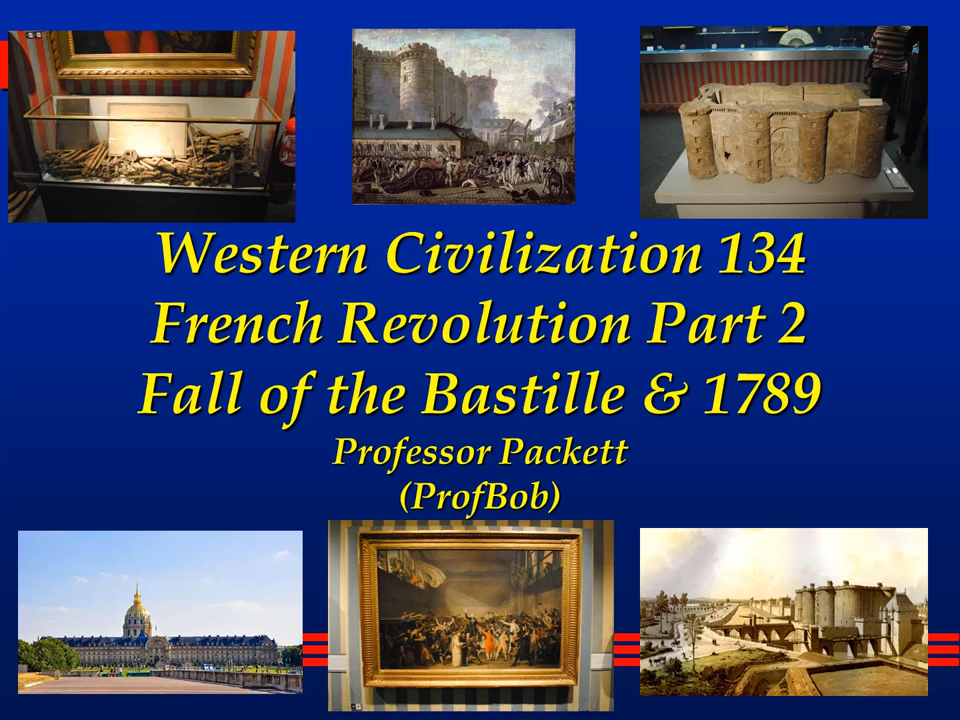 Western Civilization 134
French Revolution Part 2
Fall of the Bastille & 1789
Professor Packett
(ProfBob)